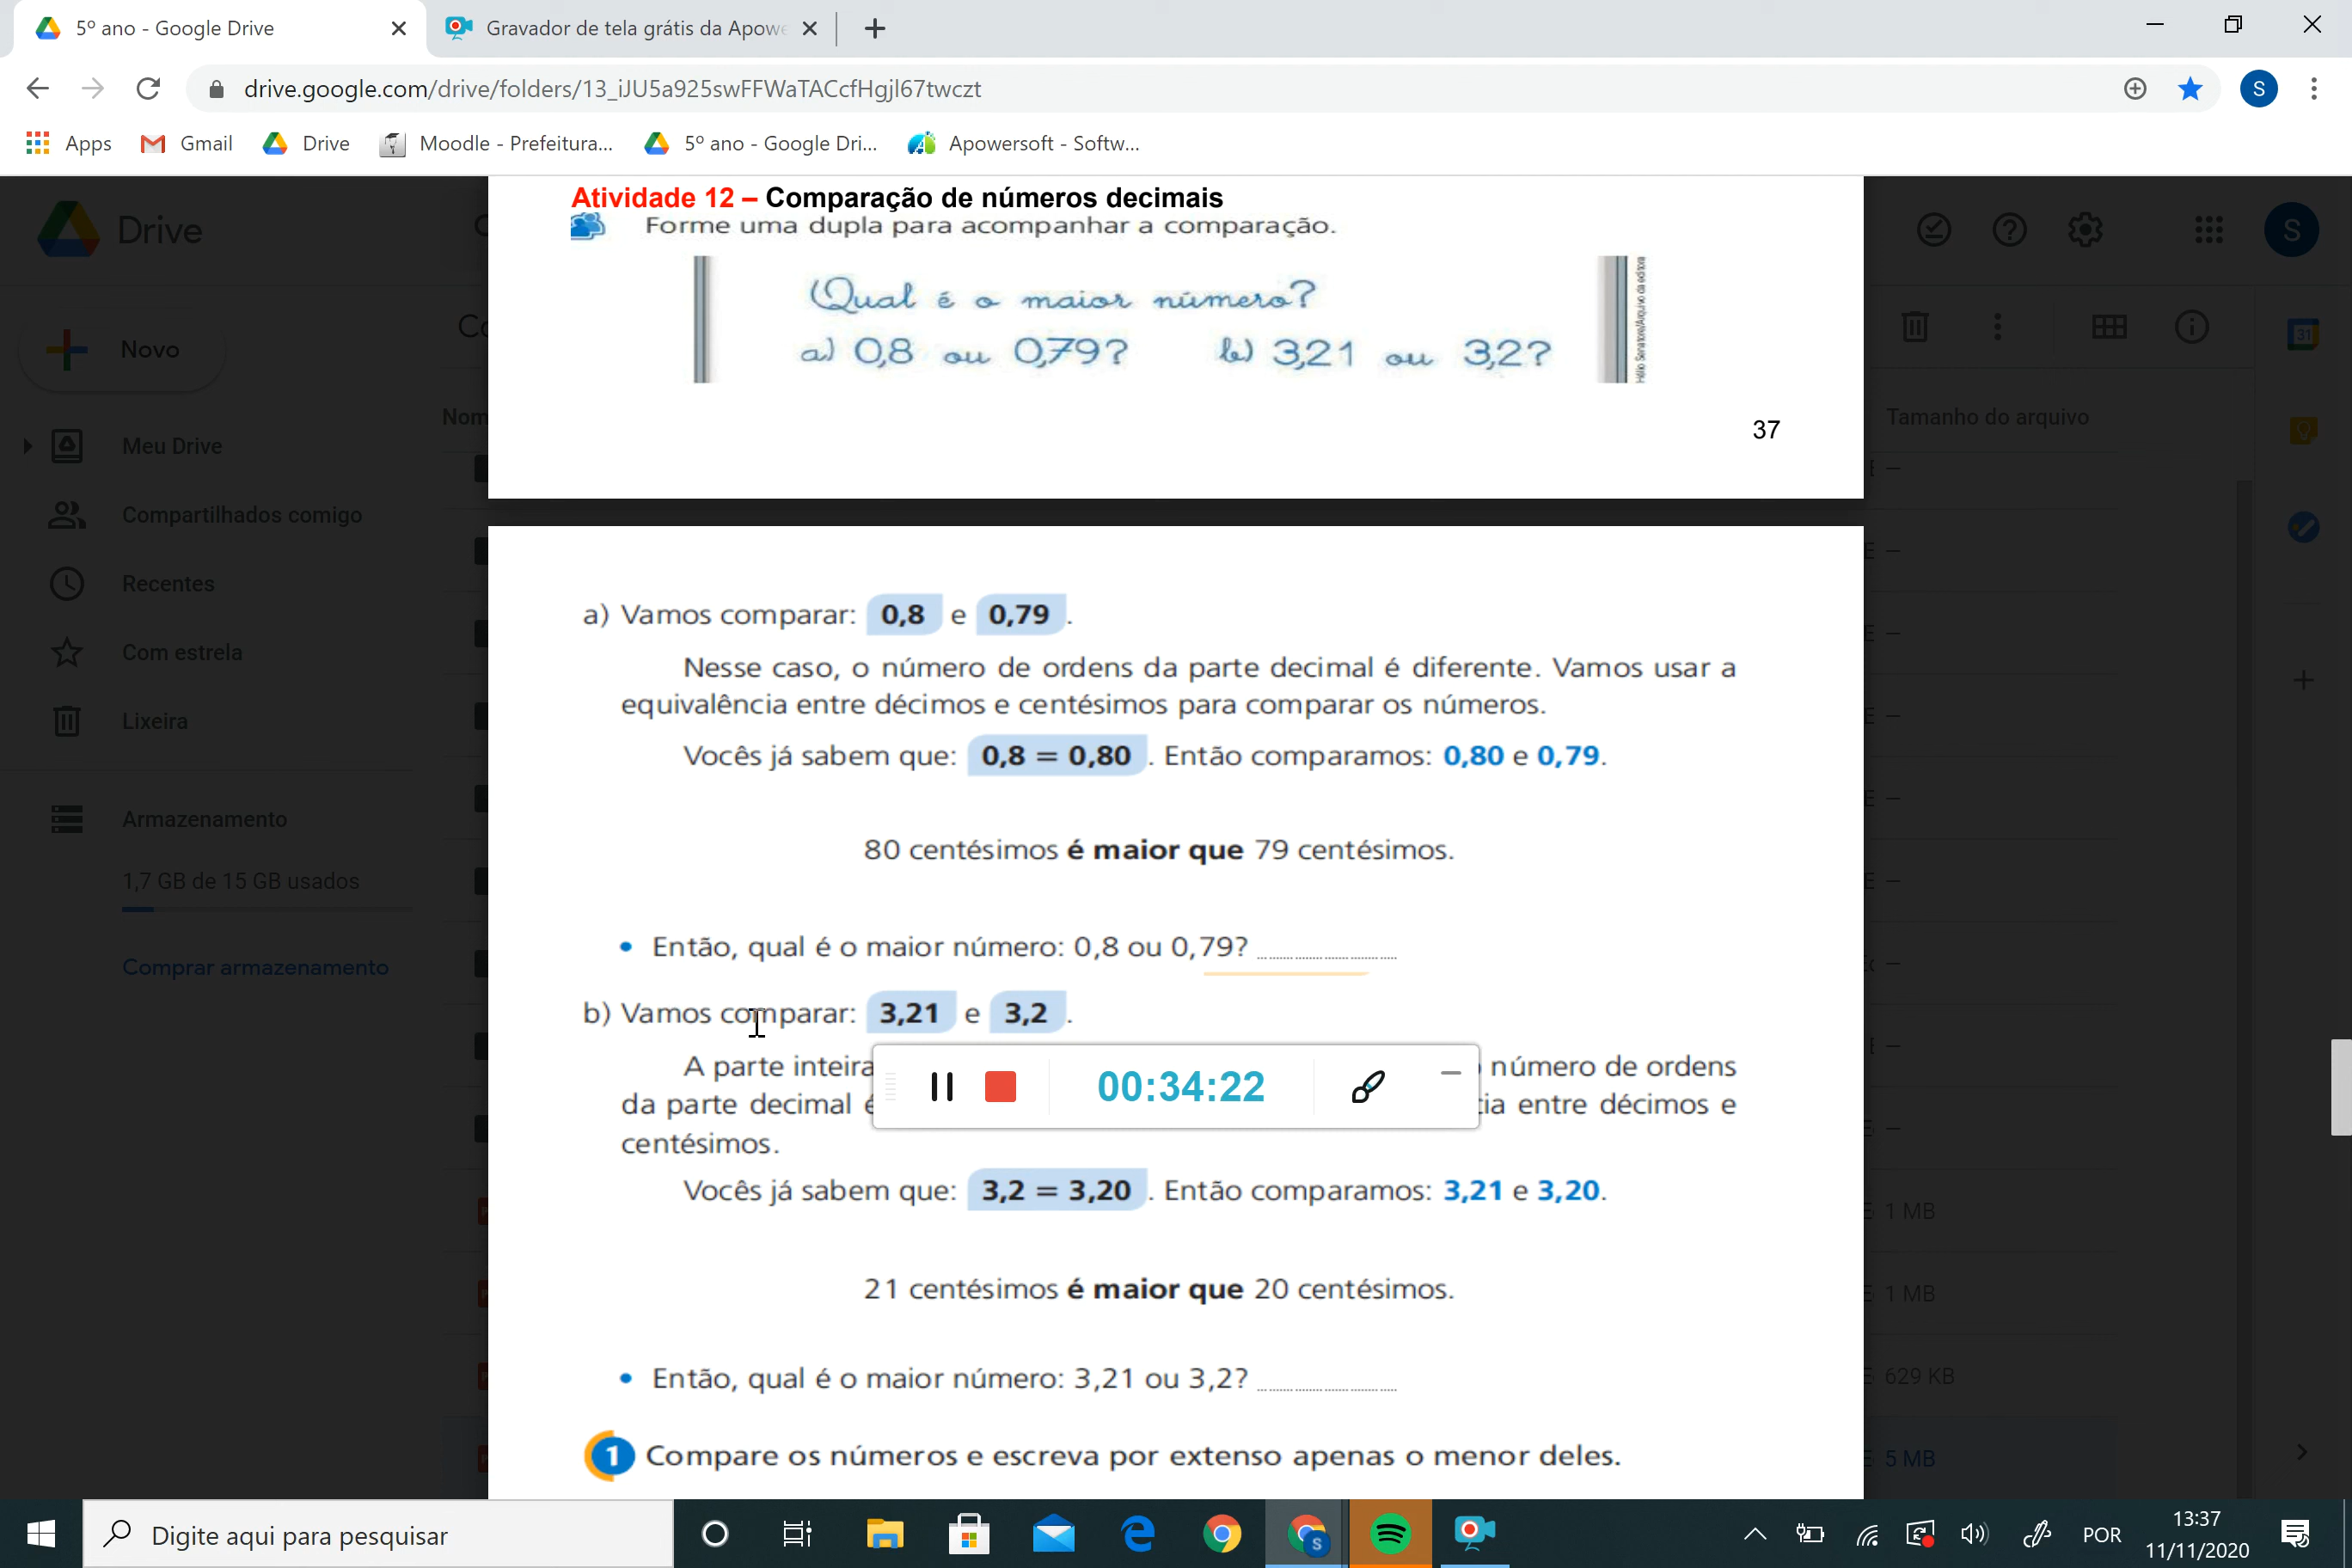 5º ano - Google Drive
Gravador de tela grátis da Apowe
drive.google.com/drive/folders/13_iJU5a925swFFWaTACcfHgjl67twczt
S
Apps
Gmail
Drive
Moodle - Prefeitura...
5º ano - Google Dri...
Apowersoft - Softw...
Drive
S
Novo
Co
Nom
Tamanho do arquivo
Meu Drive
Compartilhados comigo
Recentes
Com estrela
Lixeira
Armazenamento
1,7 GB de 15 GB usados
Comprar armazenamento
31
1 MB
1 MB
629 KB
5 MB
Atividade 12 – Comparação de números decimais
Forme uma dupla para acompanhar a comparação.
Qual é o maior número?
a) 0,8 ou 0,79? b) 3,21 ou 3,2?
Hélio Senatore/Arquivo da editora
37
a) Vamos comparar: 0,8 e 0,79.
Nesse caso, o número de ordens da parte decimal é diferente. Vamos usar a
equivalência entre décimos e centésimos para comparar os números.
Vocês já sabem que: 0,8 = 0,80. Então comparamos: 0,80 e 0,79.
80 centésimos é maior que 79 centésimos.
• Então, qual é o maior número: 0,8 ou 0,79?
b) Vamos comparar: 3,21 e 3,2.
A parte inteira número de ordens
da parte decimal é cia entre décimos e
centésimos.
00:34:22
Vocês já sabem que: 3,2 = 3,20. Então comparamos: 3,21 e 3,20.
21 centésimos é maior que 20 centésimos.
• Então, qual é o maior número: 3,21 ou 3,2?
1 Compare os números e escreva por extenso apenas o menor deles.
Digite aqui para pesquisar
S
POR
13:37
11/11/2020